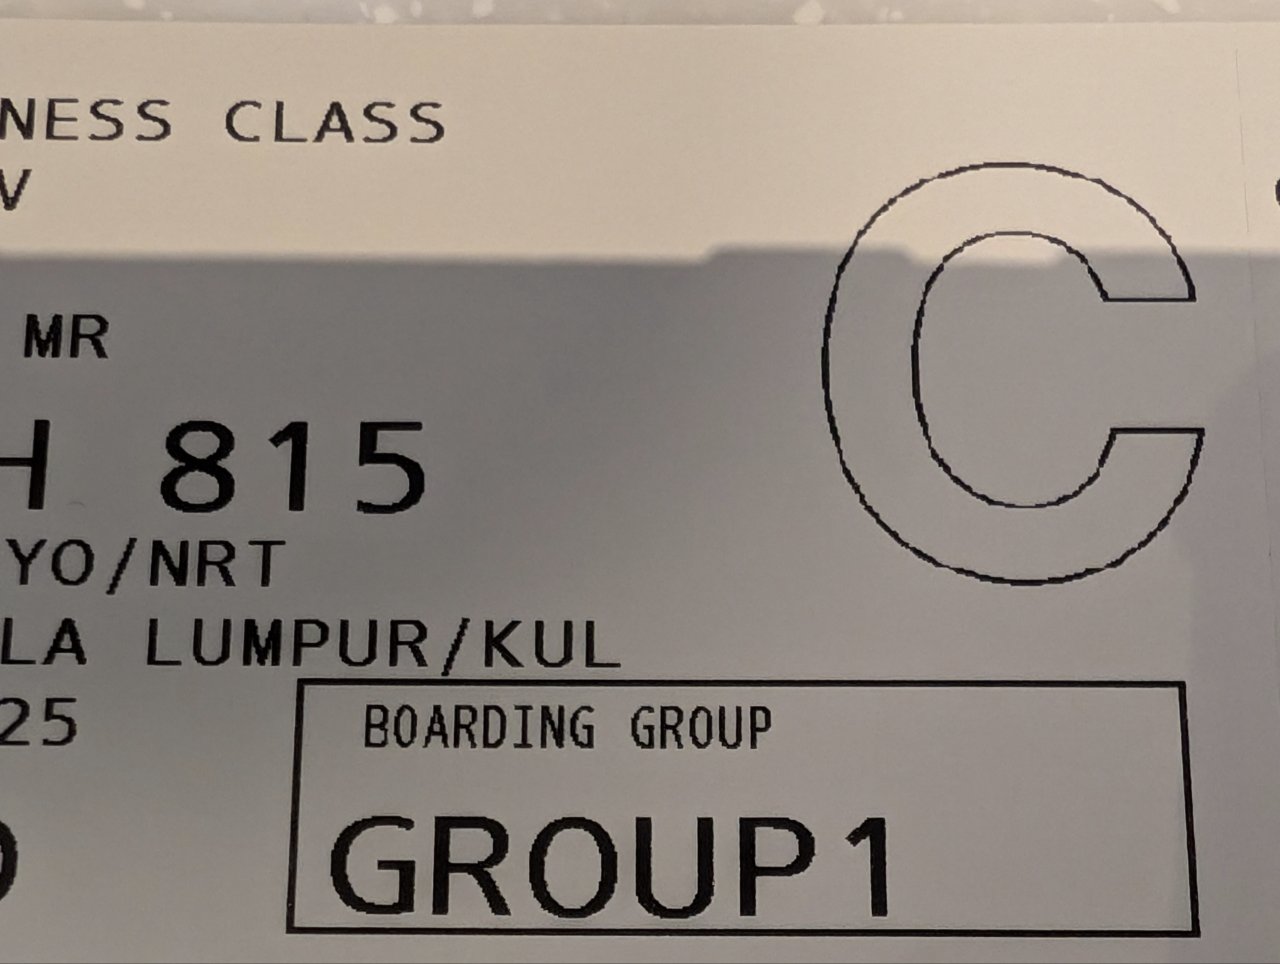 NESS CLASS
V
C
MR
H 815
YO/NRT
LA LUMPUR/KUL
25
BOARDING GROUP
GROUP1